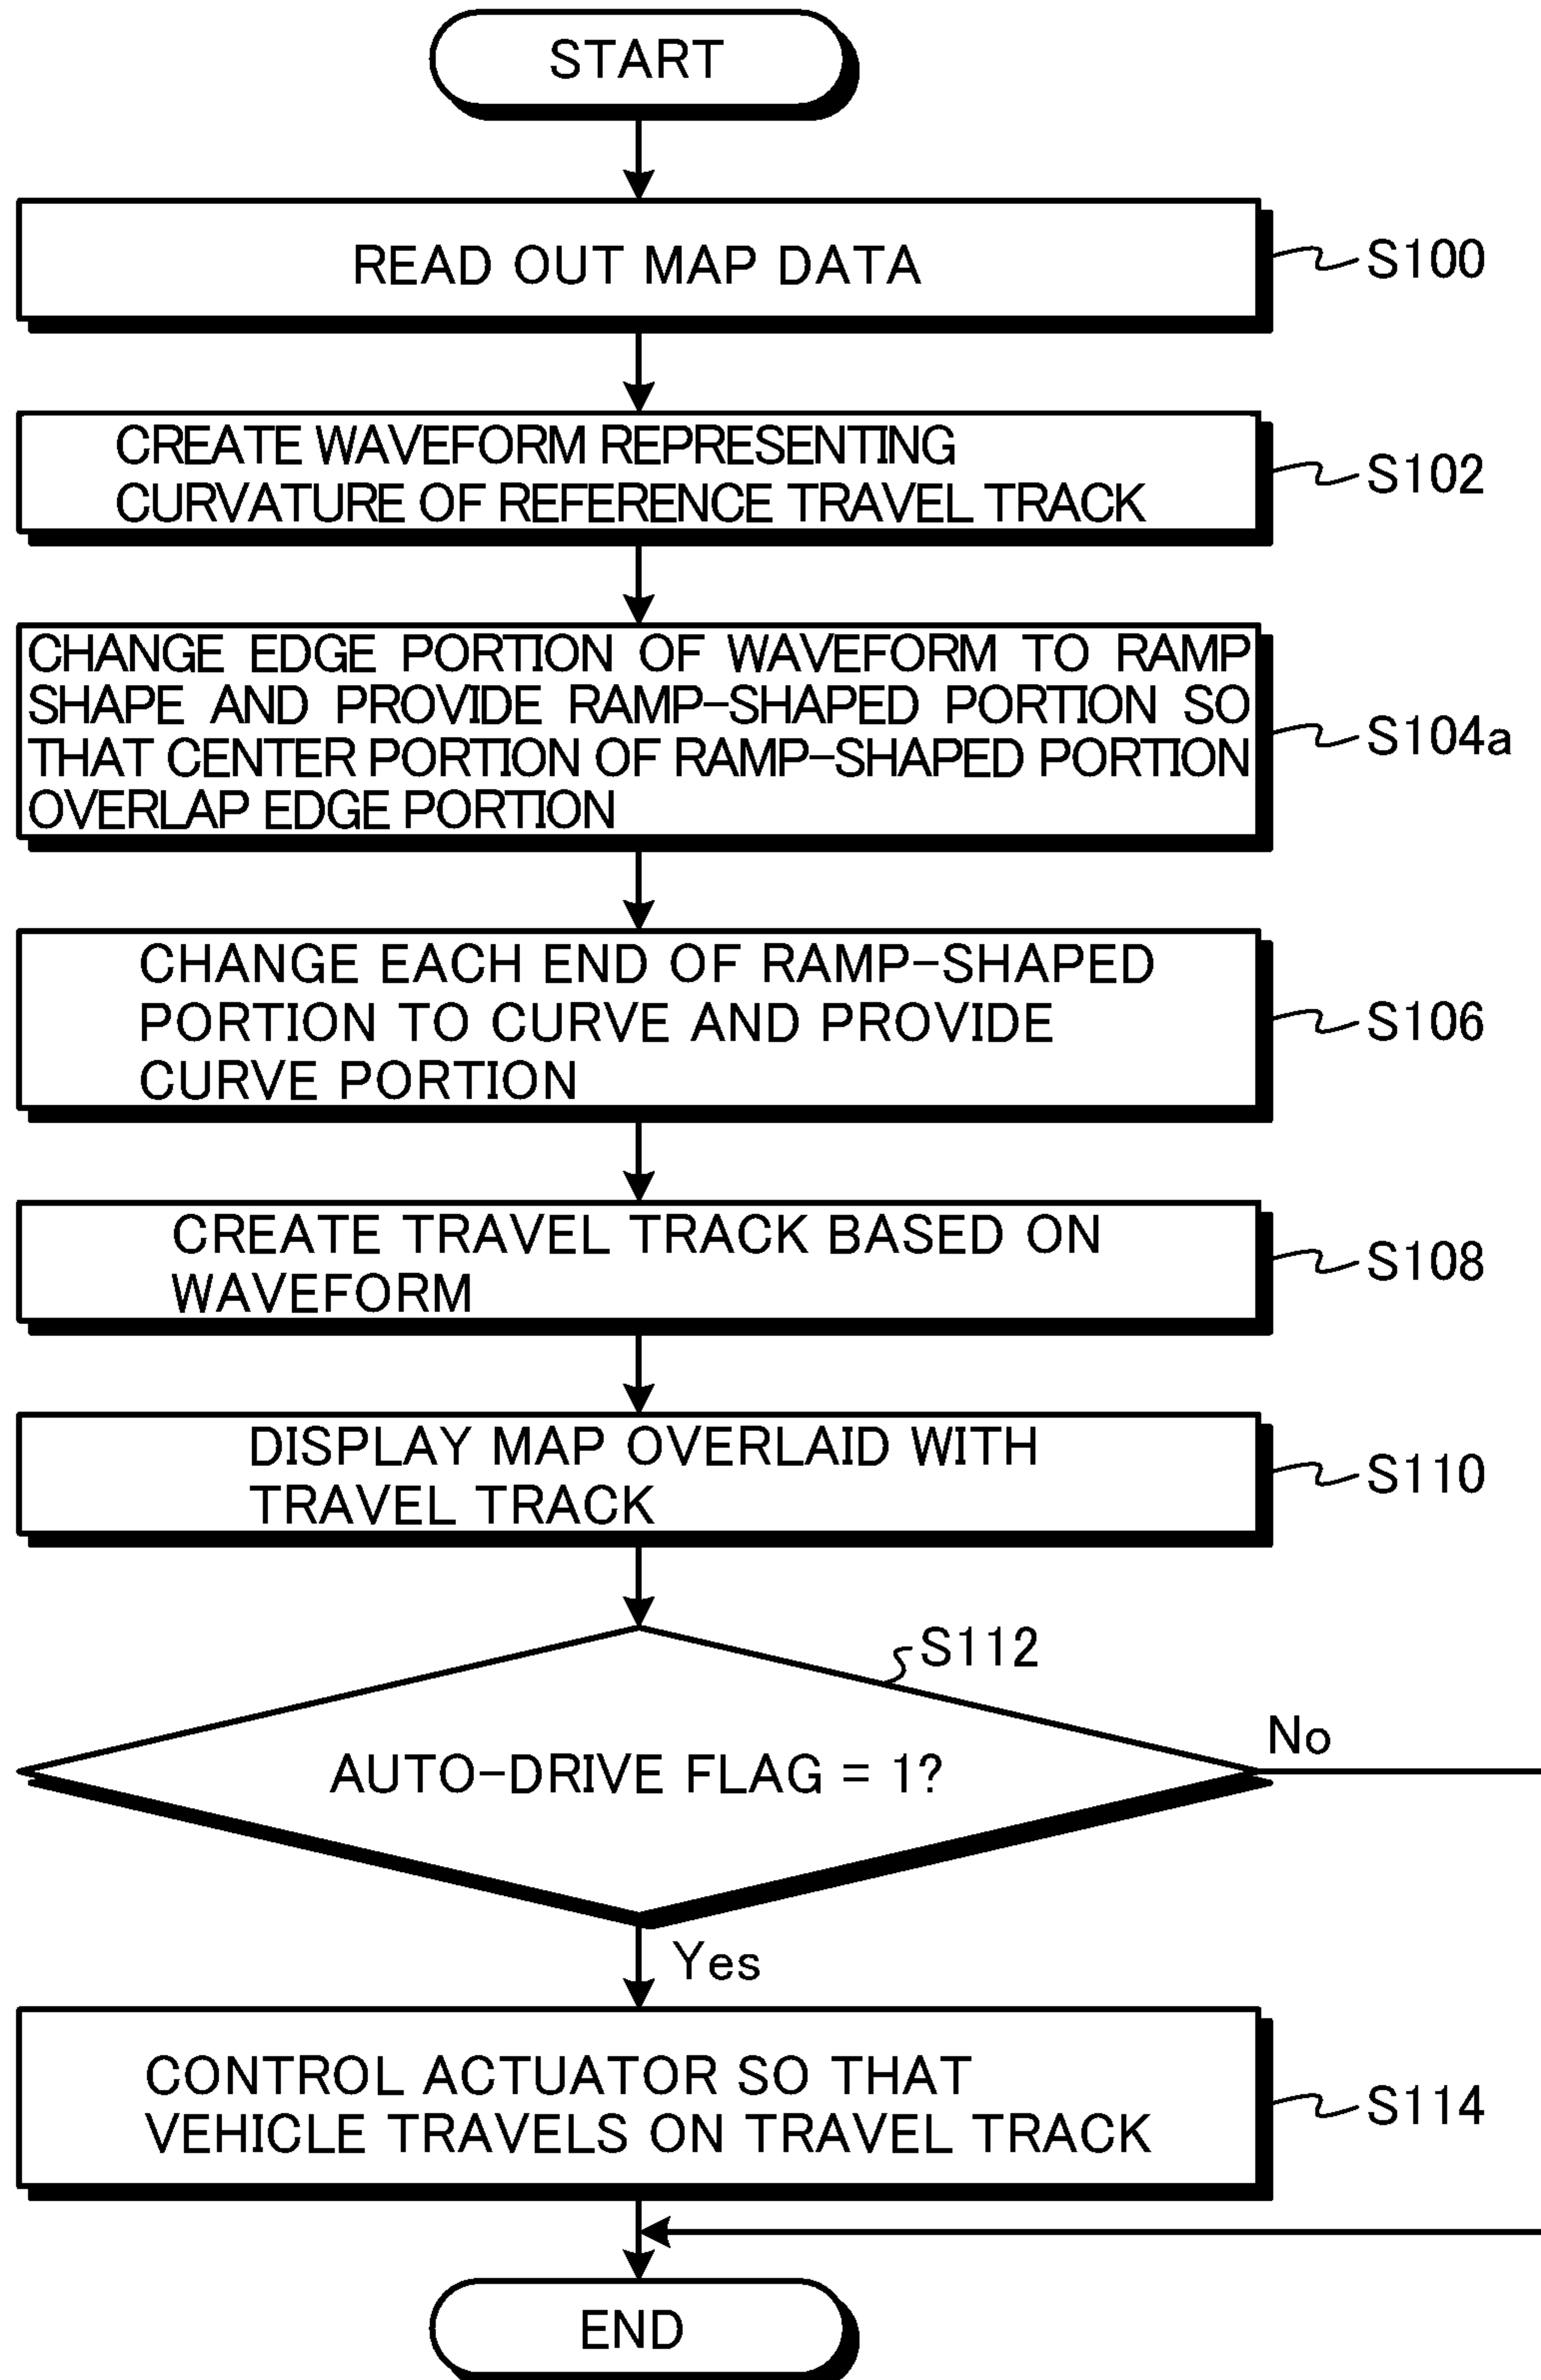 START
READ OUT MAP DATA
S100
CREATE WAVEFORM REPRESENTING
CURVATURE OF REFERENCE TRAVEL TRACK
S102
CHANGE EDGE PORTION OF WAVEFORM TO RAMP
SHAPE AND PROVIDE RAMP-SHAPED PORTION SO
THAT CENTER PORTION OF RAMP-SHAPED PORTION
OVERLAP EDGE PORTION
S104a
CHANGE EACH END OF RAMP-SHAPED
PORTION TO CURVE AND PROVIDE
CURVE PORTION
S106
CREATE TRAVEL TRACK BASED ON
WAVEFORM
S108
DISPLAY MAP OVERLAID WITH
TRAVEL TRACK
S110
S112
AUTO-DRIVE FLAG = 1?
No
Yes
CONTROL ACTUATOR SO THAT
VEHICLE TRAVELS ON TRAVEL TRACK
S114
END